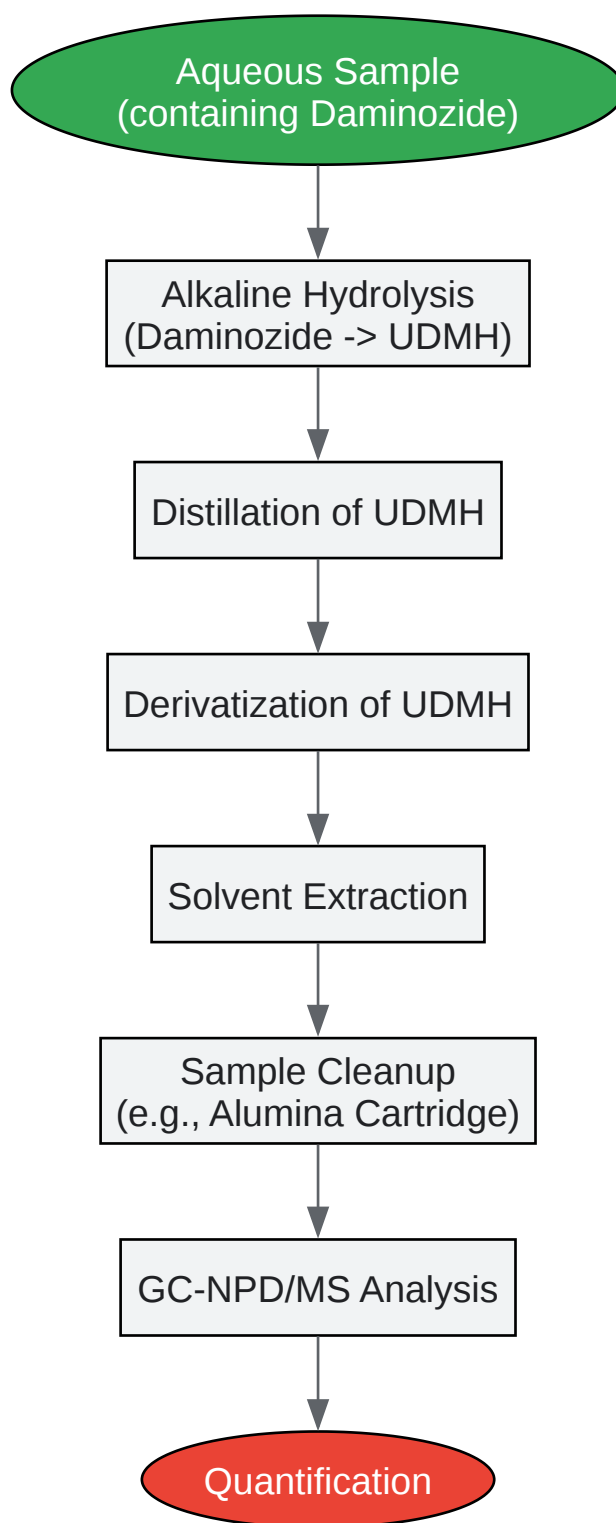 Aqueous Sample
(containing Daminozide)
Alkaline Hydrolysis
(Daminozide -> UDMH)
Distillation of UDMH
Derivatization of UDMH
Solvent Extraction
Sample Cleanup
(e.g., Alumina Cartridge)
GC-NPD/MS Analysis
Quantification